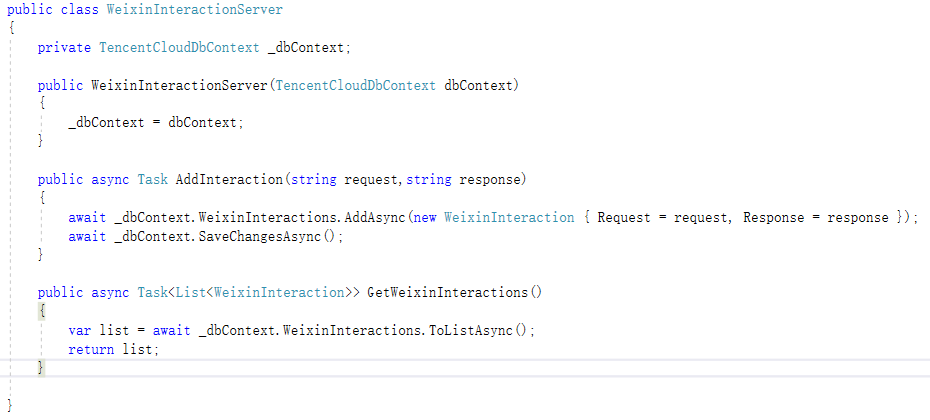 public class WeixinInteractionServer
{
private TencentCloudDbContext _dbContext;
public WeixinInteractionServer(TencentCloudDbContext dbContext)
{
_dbContext = dbContext;
}
public async Task AddInteraction(string request,string response)
{
await _dbContext.WeixinInteractions.AddAsync(new WeixinInteraction { Request = request, Response = response });
await _dbContext.SaveChangesAsync();
}
public async Task<List<WeixinInteraction>> GetWeixinInteractions()
{
var list = await _dbContext.WeixinInteractions.ToListAsync();
return list;
}
}